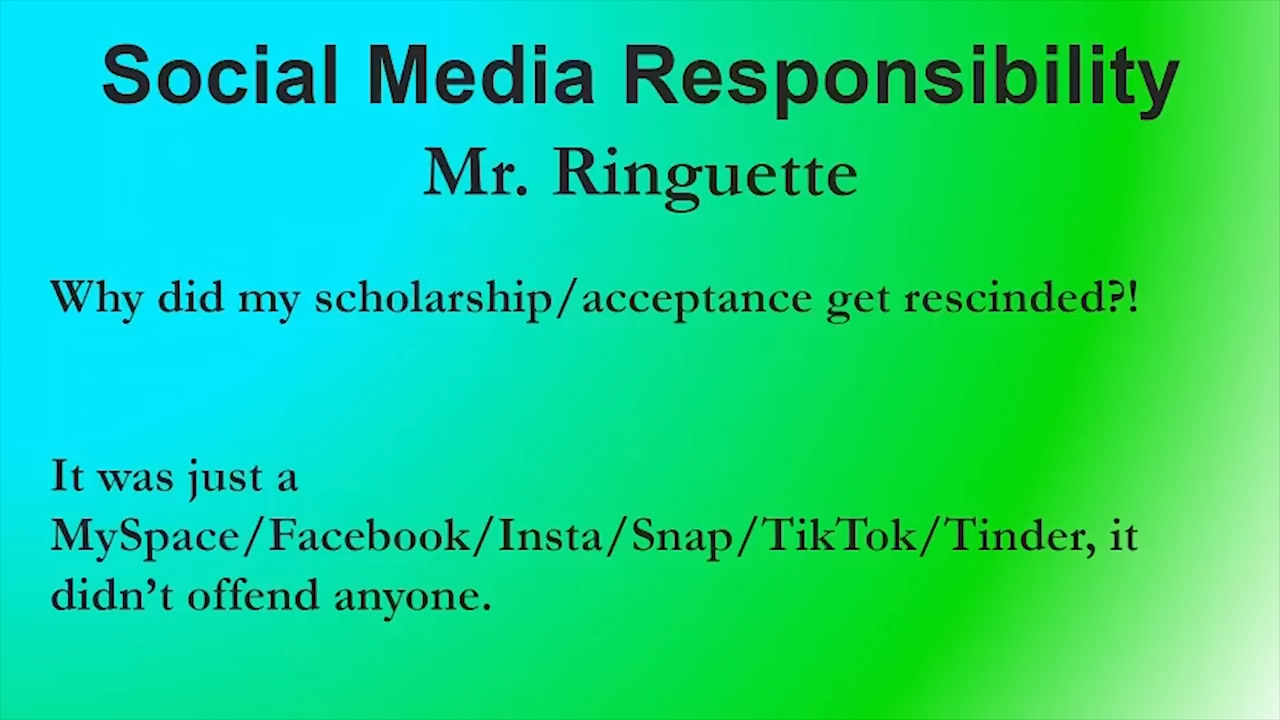 Social Media Responsibility
Mr. Ringuette
Why did my scholarship/acceptance get rescinded?!
It was just a
MySpace/Facebook/Insta/Snap/TikTok/Tinder, it
didn’t offend anyone.